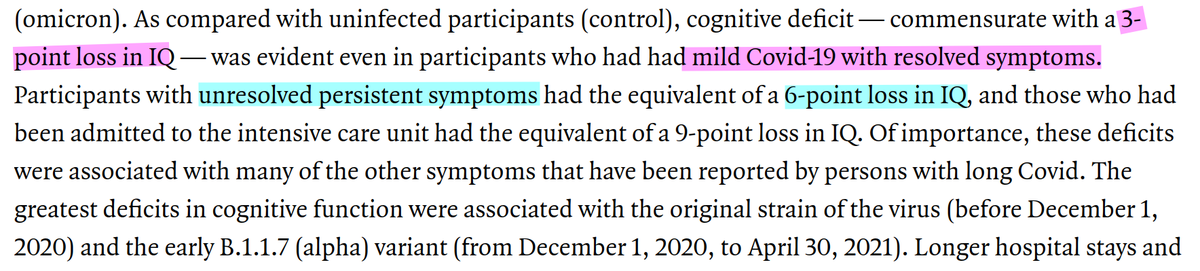 (omicron). As compared with uninfected participants (control), cognitive deficit — commensurate with a 3-
point loss in IQ — was evident even in participants who had had mild Covid-19 with resolved symptoms.
Participants with unresolved persistent symptoms had the equivalent of a 6-point loss in IQ, and those who had
been admitted to the intensive care unit had the equivalent of a 9-point loss in IQ. Of importance, these deficits
were associated with many of the other symptoms that have been reported by persons with long Covid. The
greatest deficits in cognitive function were associated with the original strain of the virus (before December 1,
2020) and the early B.1.1.7 (alpha) variant (from December 1, 2020, to April 30, 2021). Longer hospital stays and